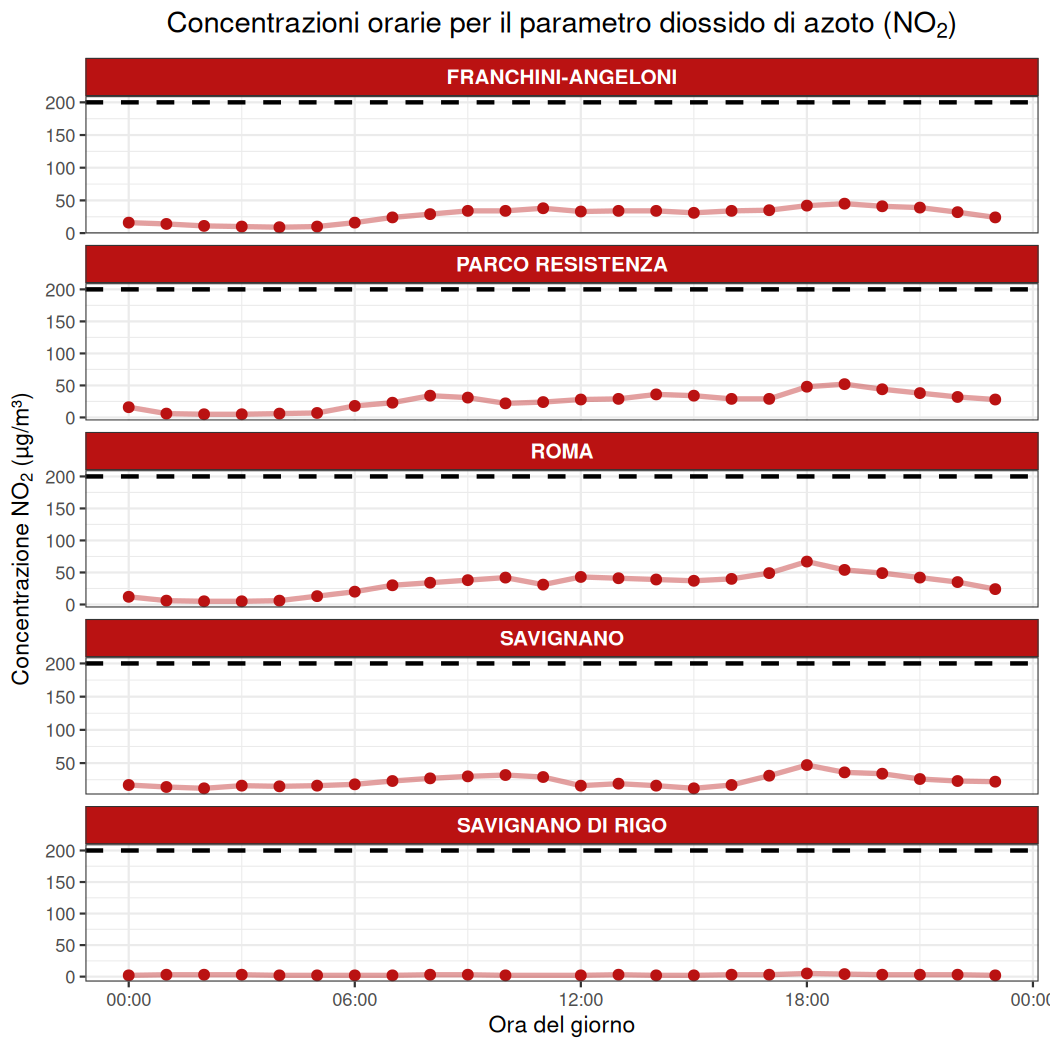 Concentrazioni orarie per il parametro diossido di azoto (NO₂)
Concentrazione NO₂ (µg/m³)
FRANCHINI-ANGELONI
200
150
100
50
0
PARCO RESISTENZA
200
150
100
50
0
ROMA
200
150
100
50
0
SAVIGNANO
200
150
100
50
SAVIGNANO DI RIGO
200
150
100
50
0
00:00 06:00 12:00 18:00 00:00
Ora del giorno